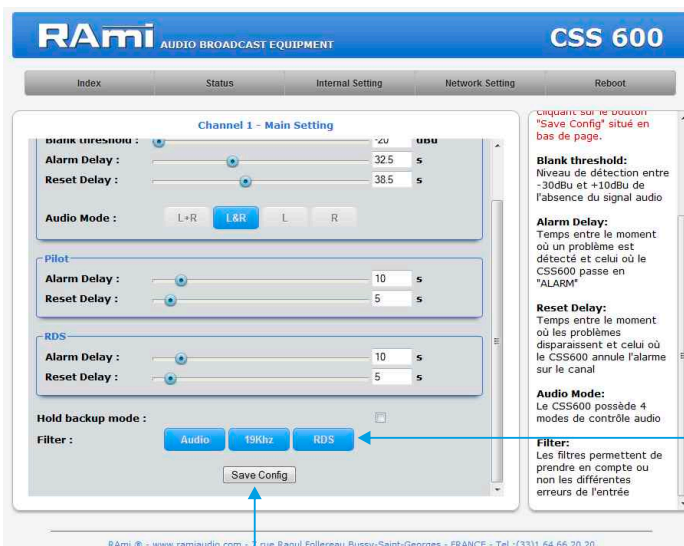 RAmi AUDIO BROADCAST EQUIPMENT
CSS 600
Index Status Internal Setting Network Setting Reboot
Channel 1 - Main Setting
Blank threshold : -20 dBu
Alarm Delay : 32.5 s
Reset Delay : 38.5 s
Audio Mode : L+R L&R L R
Pilot
Alarm Delay : 10 s
Reset Delay : 5 s
RDS
Alarm Delay : 10 s
Reset Delay : 5 s
Hold backup mode :
Filter : Audio 19Khz RDS
Save Config
cliquant sur le bouton
"Save Config" situé en
bas de page.
Blank threshold:
Niveau de détection entre
-30dBu et +10dBu de
l'absence du signal audio
Alarm Delay:
Temps entre le moment
où un problème est
détecté et celui où le
CSS600 passe en
"ALARM"
Reset Delay:
Temps entre le moment
où les problèmes
disparaissent et celui où
le CSS600 annule l'alarme
sur le canal
Audio Mode:
Le CSS600 possède 4
modes de contrôle audio
Filter:
Les filtres permettent de
prendre en compte ou
non les différentes
erreurs de l'entrée
RAmi ® - www.ramiaudio.com - 7 rue Raoul Follereau Bussy-Saint-Georges - FRANCE - Tel :(33)1 64 66 20 20